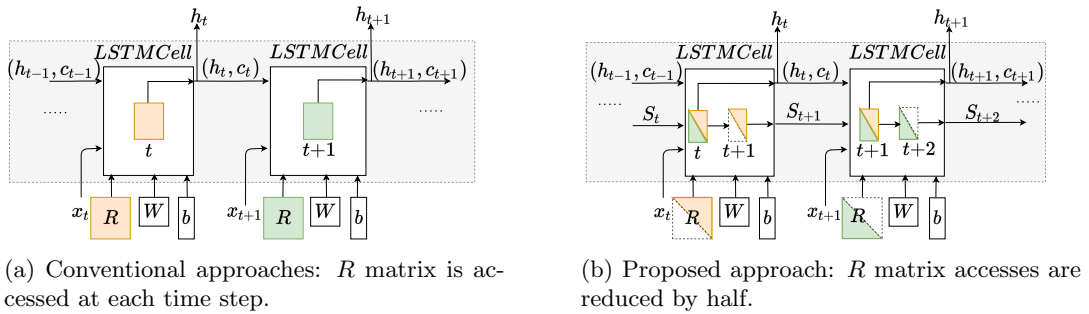 h_t
h_{t+1}
LSTMCell
LSTMCell
(h_{t-1}, c_{t-1})
(h_t, c_t)
(h_{t+1}, c_{t+1})
.....
.....
t
t+1
x_t
R
W
b
x_{t+1}
R
W
b
(a) Conventional approaches: R matrix is ac-
cessed at each time step.
h_t
h_{t+1}
LSTMCell
LSTMCell
(h_{t-1}, c_{t-1})
(h_t, c_t)
(h_{t+1}, c_{t+1})
.....
.....
S_t
S_{t+1}
S_{t+2}
t
t+1
t+1
t+2
x_t
R
W
b
x_{t+1}
R
W
b
(b) Proposed approach: R matrix accesses are
reduced by half.